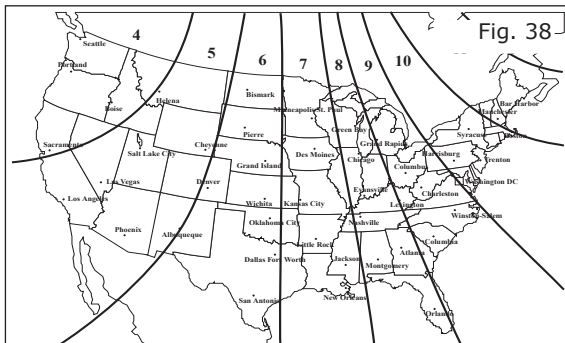 Fig. 38
4
5
6
7
8
9
10
Seattle
Portland
Boise
Helena
Bismark
Minneapolis/St. Paul
Green Bay
Grand Rapids
Bar Harbor
Manchester
Boston
Syracuse
Sacramento
Salt Lake City
Cheyenne
Pierre
Des Moines
Chicago
Columbus
Harrisburg
Trenton
Grand Island
Las Vegas
Denver
Washington DC
Los Angeles
Wichita
Kansas City
Evansville
Lexington
Charleston
Winston-Salem
Phoenix
Albuqueque
Oklahoma City
Nashville
Little Rock
Atlanta
Columbia
Dallas Fort Worth
Jackson
Montgomery
San Antonio
New Orleans
Orlando